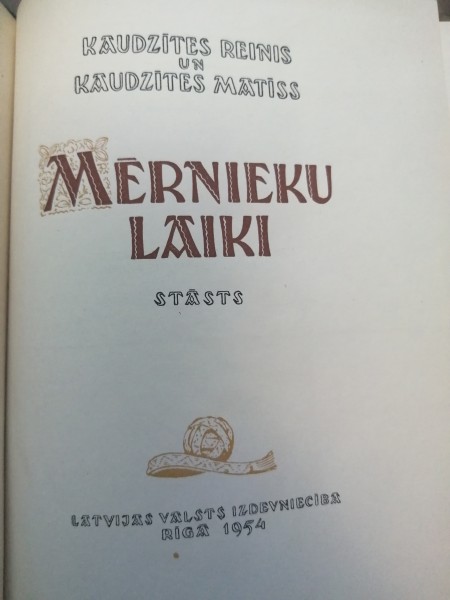 KAUDZĪTES REINIS
UN
KAUDZĪTES MATĪSS
MĒRNIEKU
LAIKI
STĀSTS
LATVIJAS VALSTS IZDEVNIECĪBA
RĪGĀ 1954